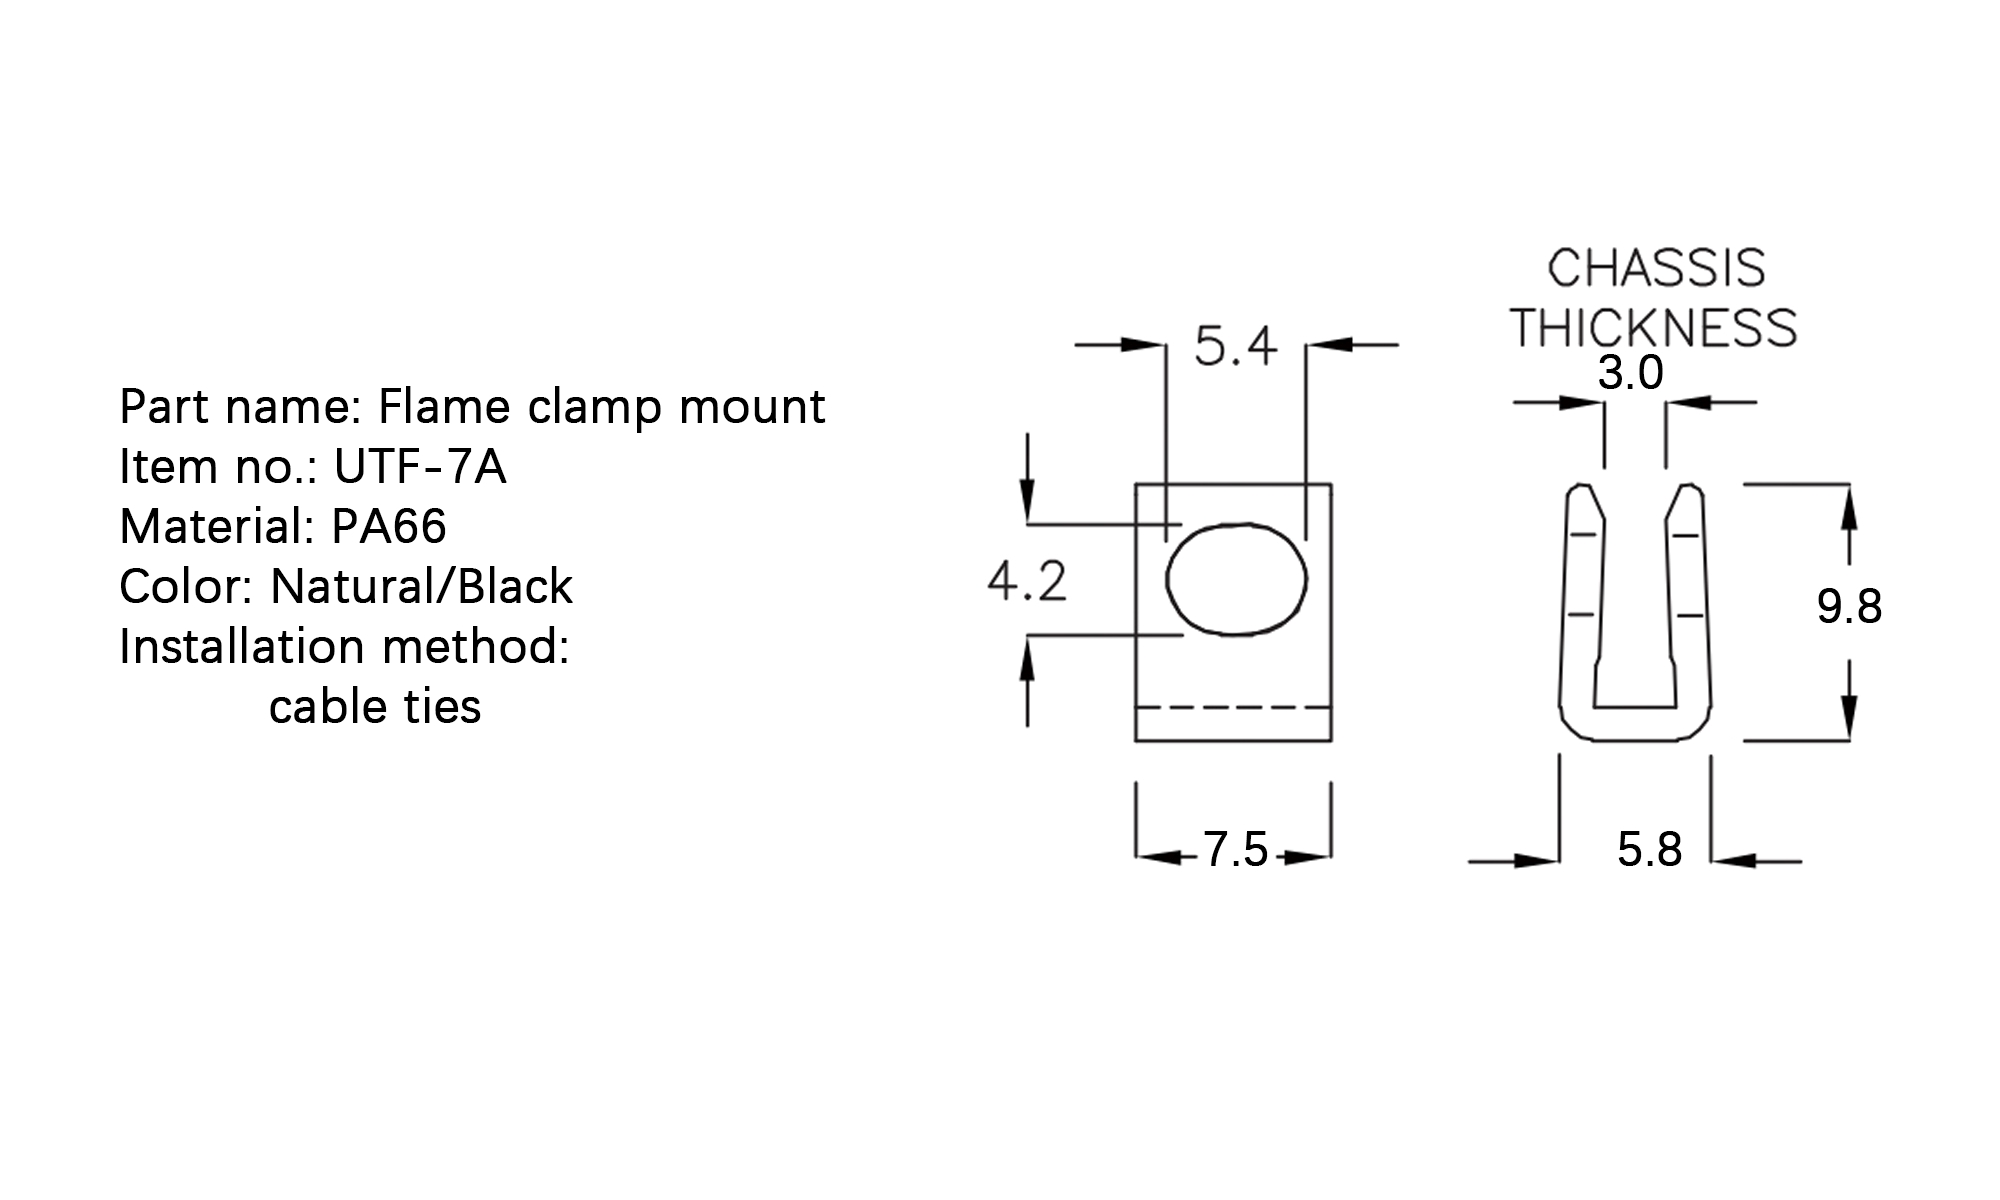 Part name: Flame clamp mount
Item no.: UTF-7A
Material: PA66
Color: Natural/Black
Installation method:
cable ties
5.4
4.2
7.5
CHASSIS
THICKNESS
3.0
9.8
5.8